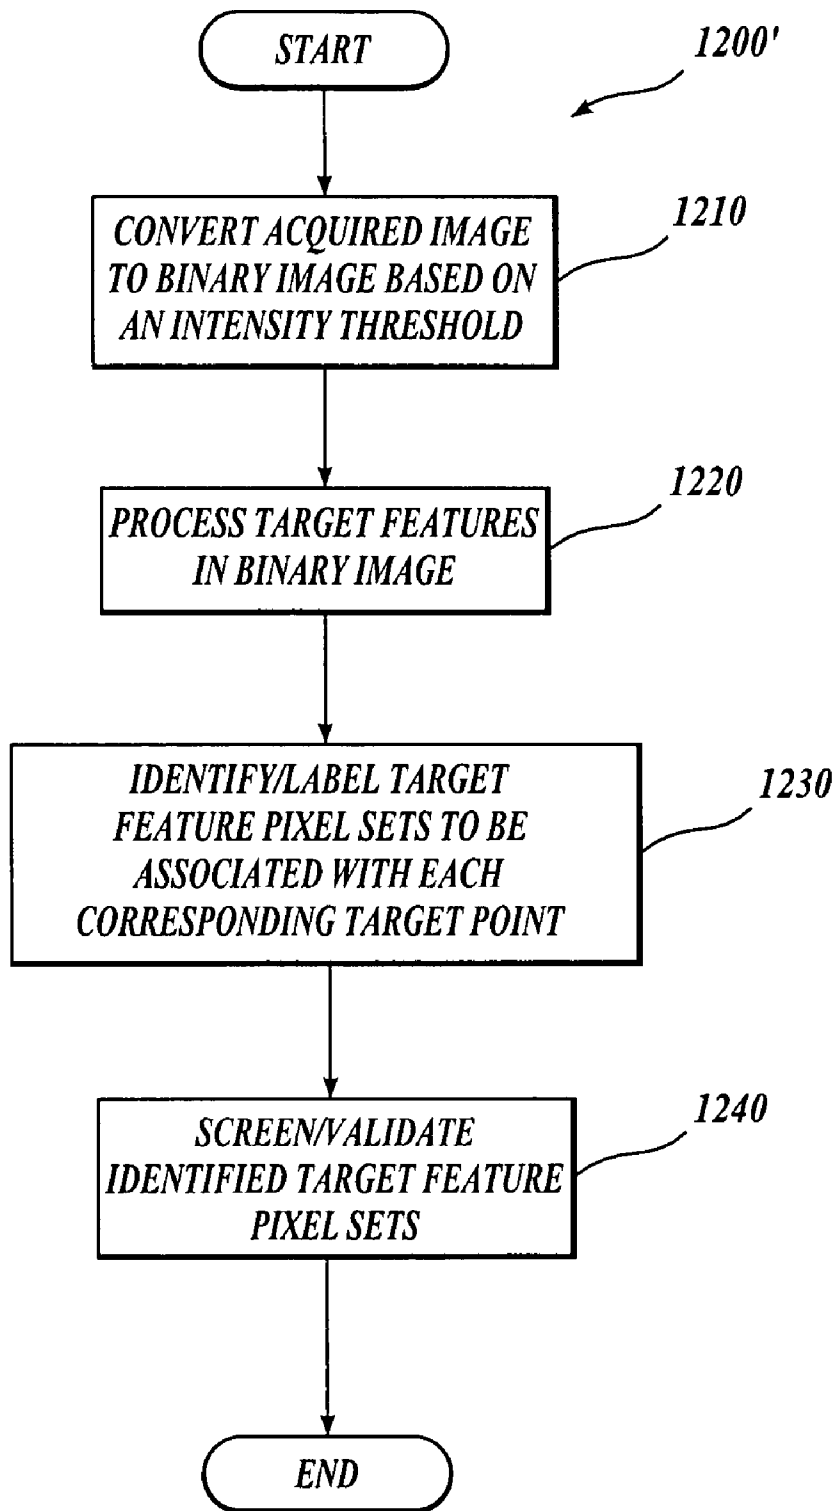 START
1200'
CONVERT ACQUIRED IMAGE
TO BINARY IMAGE BASED ON
AN INTENSITY THRESHOLD
1210
PROCESS TARGET FEATURES
IN BINARY IMAGE
1220
IDENTIFY/LABEL TARGET
FEATURE PIXEL SETS TO BE
ASSOCIATED WITH EACH
CORRESPONDING TARGET POINT
1230
SCREEN/VALIDATE
IDENTIFIED TARGET FEATURE
PIXEL SETS
1240
END